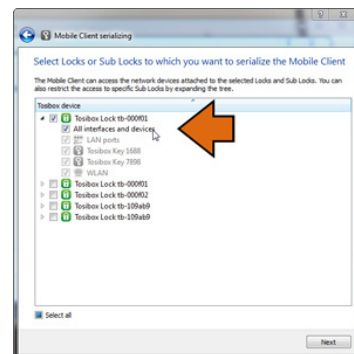 Mobile Client serializing
Select Locks or Sub Locks to which you want to serialize the Mobile Client
The Mobile Client can access the network devices attached to the selected Locks and Sub Locks. You can
also restrict the access to specific Sub Locks by expanding the tree.
Tosibox device
Tosibox Lock tb-000f01
All interfaces and devices
LAN ports
Tosibox Key 1688
Tosibox Key 7898
WLAN
Tosibox Lock tb-000f01
Tosibox Lock tb-000f02
Tosibox Lock tb-109ab9
Tosibox Lock tb-109ab9
Select all
Next